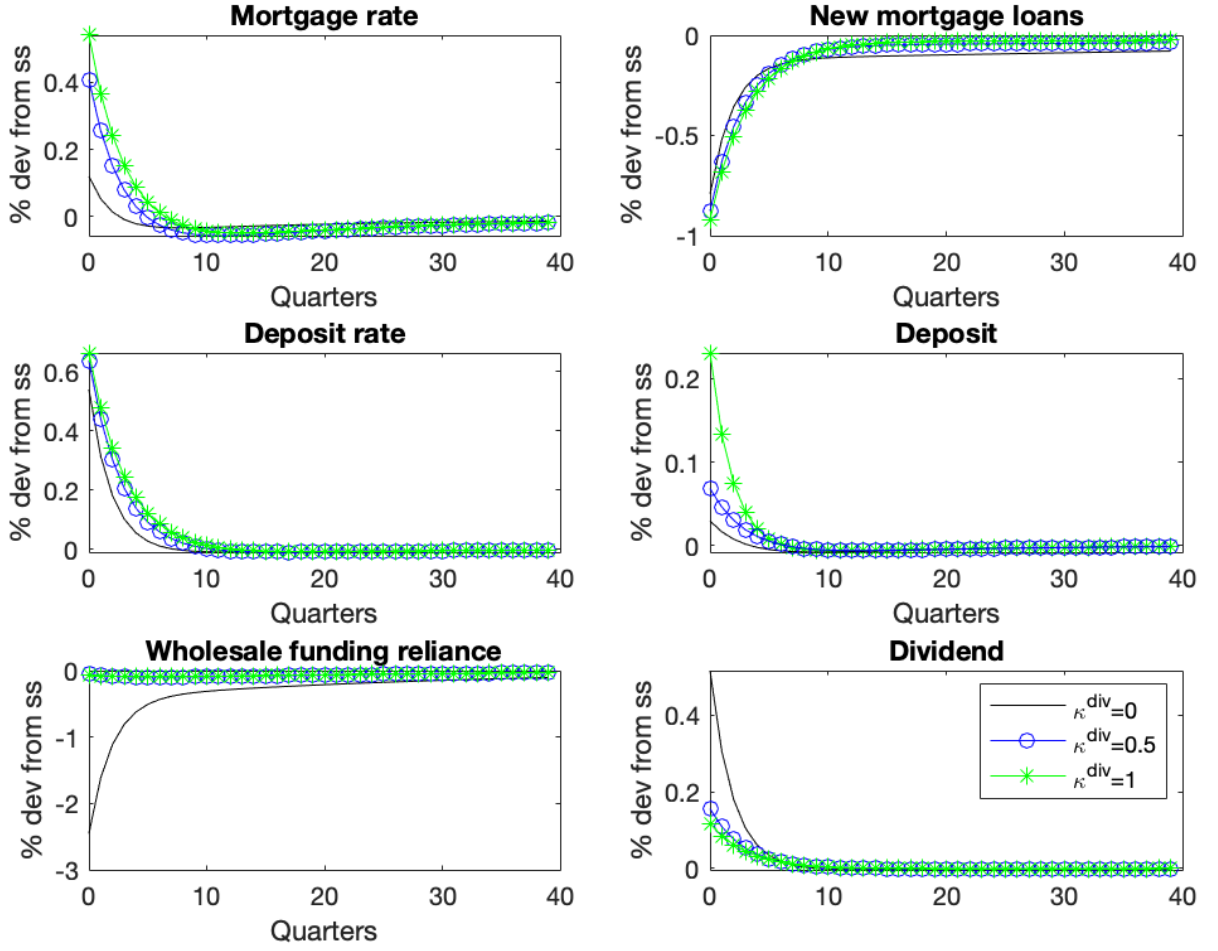 Mortgage rate
% dev from ss
0.4
0.2
0
0 10 20 30 40
Quarters
New mortgage loans
% dev from ss
0
-0.5
-1
0 10 20 30 40
Quarters
Deposit rate
% dev from ss
0.6
0.4
0.2
0
0 10 20 30 40
Quarters
Deposit
% dev from ss
0.2
0.1
0
0 10 20 30 40
Quarters
Wholesale funding reliance
% dev from ss
0
-1
-2
-3
0 10 20 30 40
Quarters
Dividend
% dev from ss
0.4
0.2
0
0 10 20 30 40
κ^div=0
κ^div=0.5
κ^div=1